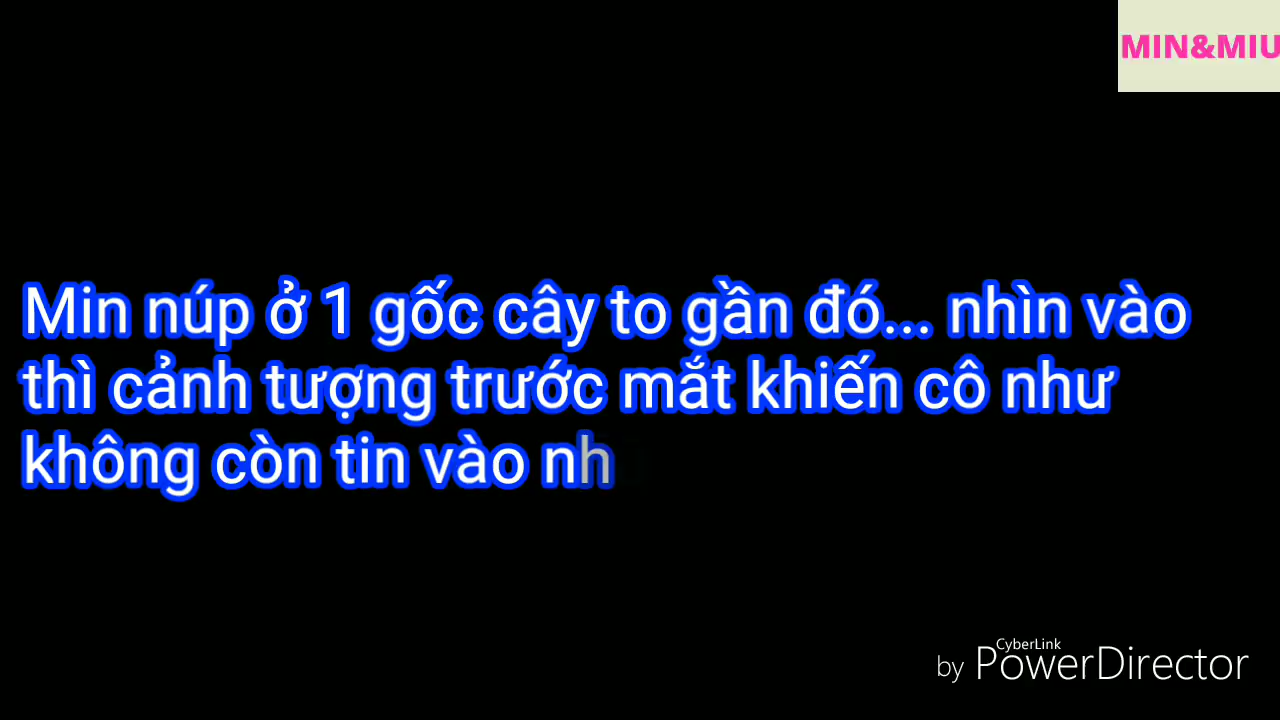 MIN&MIU
Min núp ở 1 gốc cây to gần đó... nhìn vào
thì cảnh tượng trước mắt khiến cô như
không còn tin vào nh
CyberLink
by PowerDirector